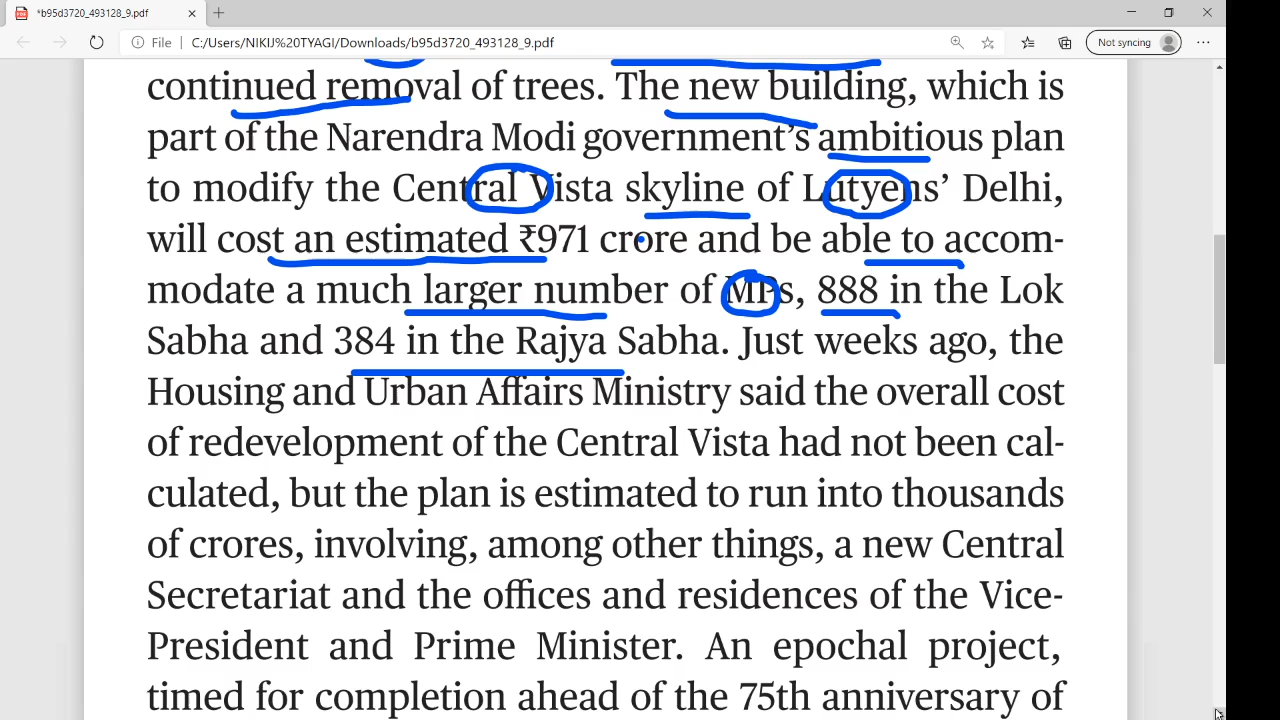 *b95d3720_493128_9.pdf
File | C:/Users/NIKIJ%20TYAGI/Downloads/b95d3720_493128_9.pdf
Not syncing
continued removal of trees. The new building, which is
part of the Narendra Modi government's ambitious plan
to modify the Central Vista skyline of Lutyens' Delhi,
will cost an estimated ₹971 crore and be able to accom-
modate a much larger number of MPs, 888 in the Lok
Sabha and 384 in the Rajya Sabha. Just weeks ago, the
Housing and Urban Affairs Ministry said the overall cost
of redevelopment of the Central Vista had not been cal-
culated, but the plan is estimated to run into thousands
of crores, involving, among other things, a new Central
Secretariat and the offices and residences of the Vice-
President and Prime Minister. An epochal project,
timed for completion ahead of the 75th anniversary of